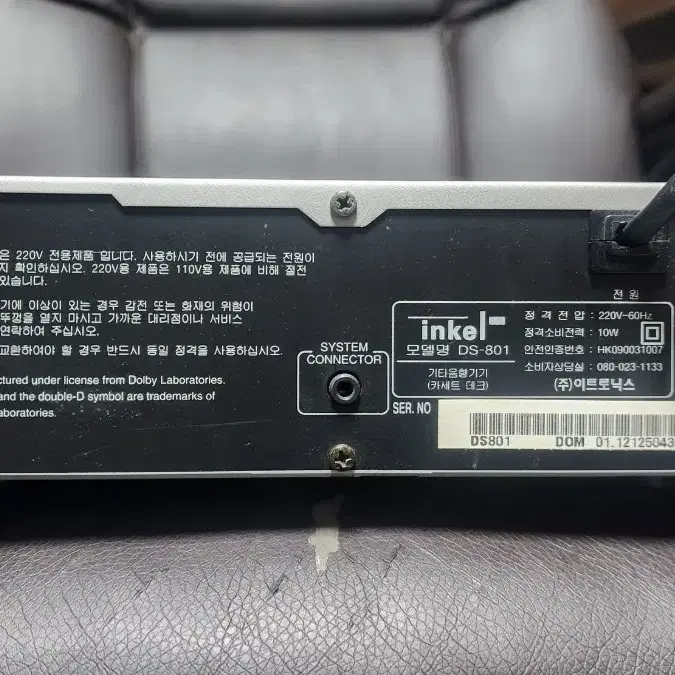 은 220V 전용제품 입니다. 사용하시기 전에 공급되는 전원이
지 확인하십시오. 220V용 제품은 110V용 제품에 비해 절전
있습니다.
기에 이상이 있는 경우 감전 또는 화재의 위험이
뚜껑을 열지 마시고 가까운 대리점이나 서비스
연락하여 주십시오.
교환하여야 할 경우 반드시 동일 정격을 사용하십시오.
ctured under license from Dolby Laboratories.
and the double-D symbol are trademarks of
aboratories.
SYSTEM
CONNECTOR
전 원
inkel
모델명 DS-801
기타음향기기
(카세트 데크)
정 격 전 압 : 220V~60Hz
정격소비전력 : 10W
안전인증번호 : HK090031007
소비자상담실 : 080-023-1133
(주)이트로닉스
SER. NO
DS801 DOM 01.12125043